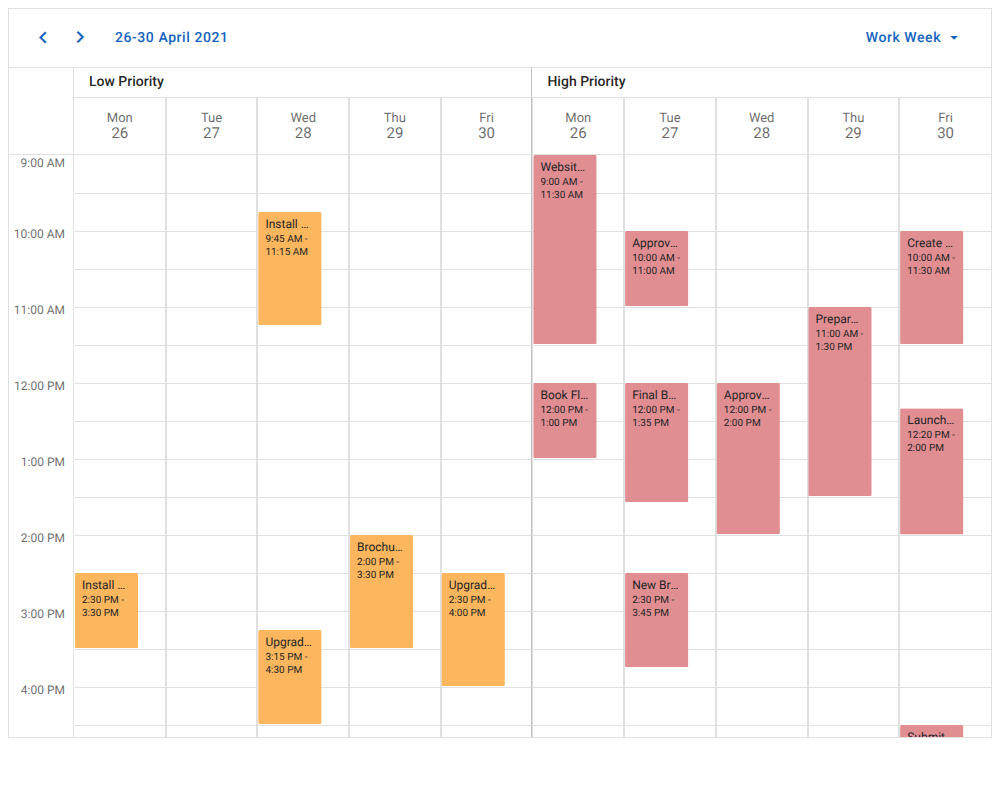 26-30 April 2021
Work Week
Low Priority
High Priority
Mon
26
Tue
27
Wed
28
Thu
29
Fri
30
Mon
26
Tue
27
Wed
28
Thu
29
Fri
30
9:00 AM
10:00 AM
11:00 AM
12:00 PM
1:00 PM
2:00 PM
3:00 PM
4:00 PM
Install ...
2:30 PM -
3:30 PM
Install ...
9:45 AM -
11:15 AM
Upgrad...
3:15 PM -
4:30 PM
Brochu...
2:00 PM -
3:30 PM
Upgrad...
2:30 PM -
4:00 PM
Websit...
9:00 AM -
11:30 AM
Book Fl...
12:00 PM -
1:00 PM
Approv...
10:00 AM -
11:00 AM
Final B...
12:00 PM -
1:35 PM
New Br...
2:30 PM -
3:45 PM
Approv...
12:00 PM -
2:00 PM
Prepar...
11:00 AM -
1:30 PM
Create ...
10:00 AM -
11:30 AM
Launch...
12:20 PM -
2:00 PM
Submit